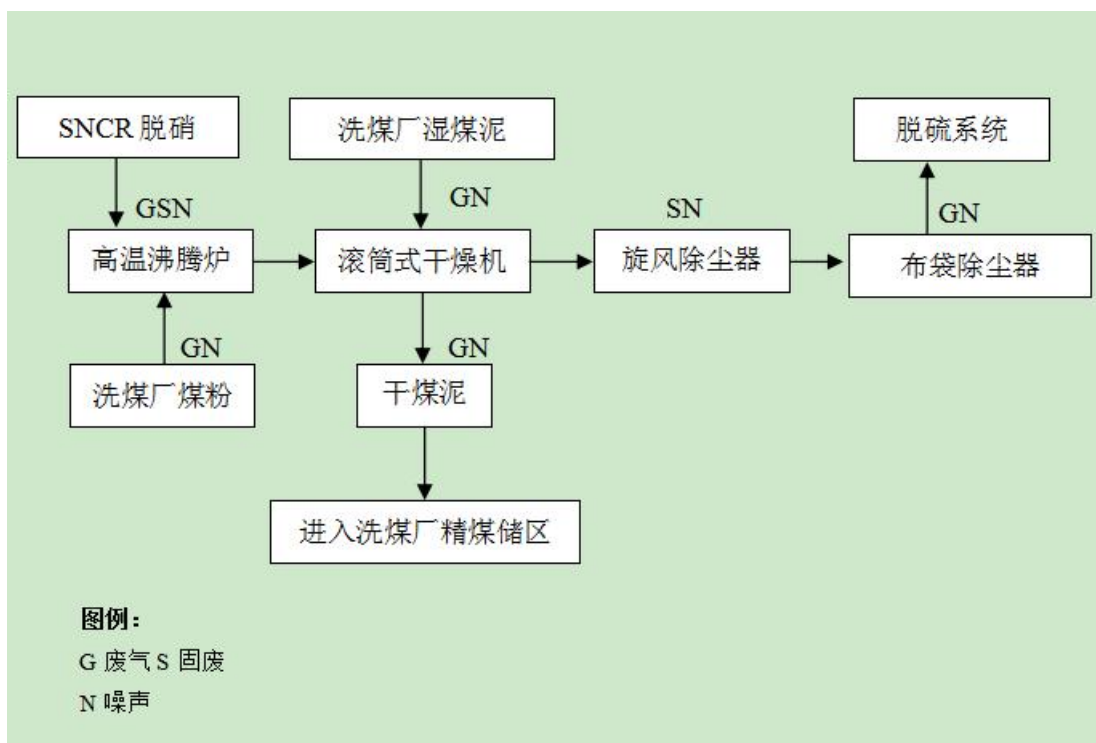 SNCR 脱硝
洗煤厂湿煤泥
脱硫系统
GSN
GN
SN
GN
高温沸腾炉
滚筒式干燥机
旋风除尘器
布袋除尘器
GN
GN
洗煤厂煤粉
干煤泥
进入洗煤厂精煤储区
图例：
G 废气 S 固废
N 噪声